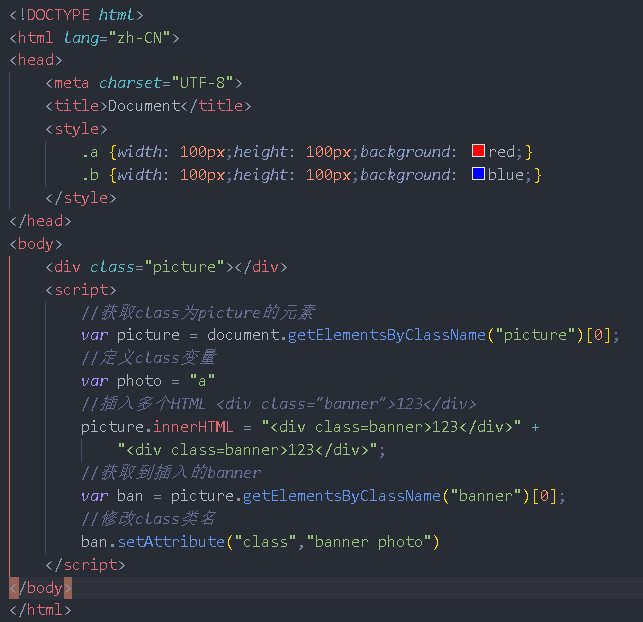 <!DOCTYPE html>
<html lang="zh-CN">
<head>
    <meta charset="UTF-8">
    <title>Document</title>
    <style>
        .a {width: 100px;height: 100px;background: red;}
        .b {width: 100px;height: 100px;background: blue;}
    </style>
</head>
<body>
    <div class="picture"></div>
    <script>
        //获取class为picture的元素
        var picture = document.getElementsByClassName("picture")[0];
        //定义class变量
        var photo = "a"
        //插入多个HTML <div class="banner">123</div>
        picture.innerHTML = "<div class=banner>123</div>" +
            "<div class=banner>123</div>";
        //获取到插入的banner
        var ban = picture.getElementsByClassName("banner")[0];
        //修改class类名
        ban.setAttribute("class","banner photo")
    </script>
</body>
</html>